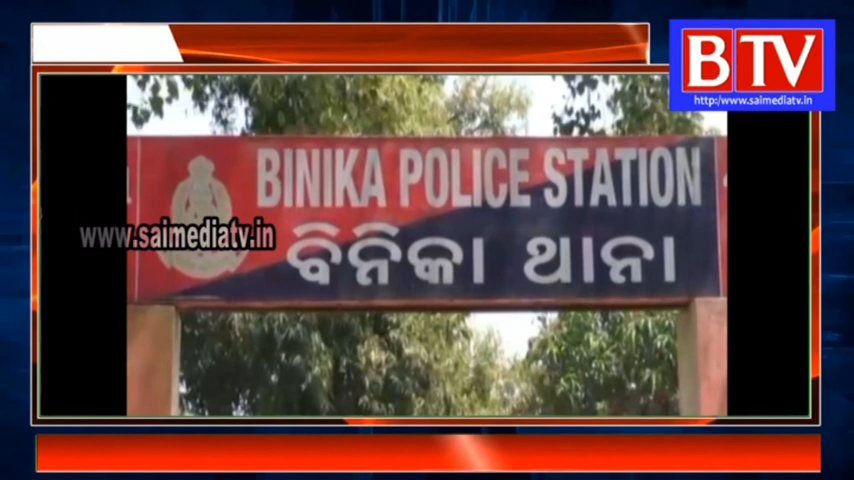 BTV
http:/www.saimediatv.in
BINIKA POLICE STATION
www.saimediatv.in
ବିନିକା ଥାନା